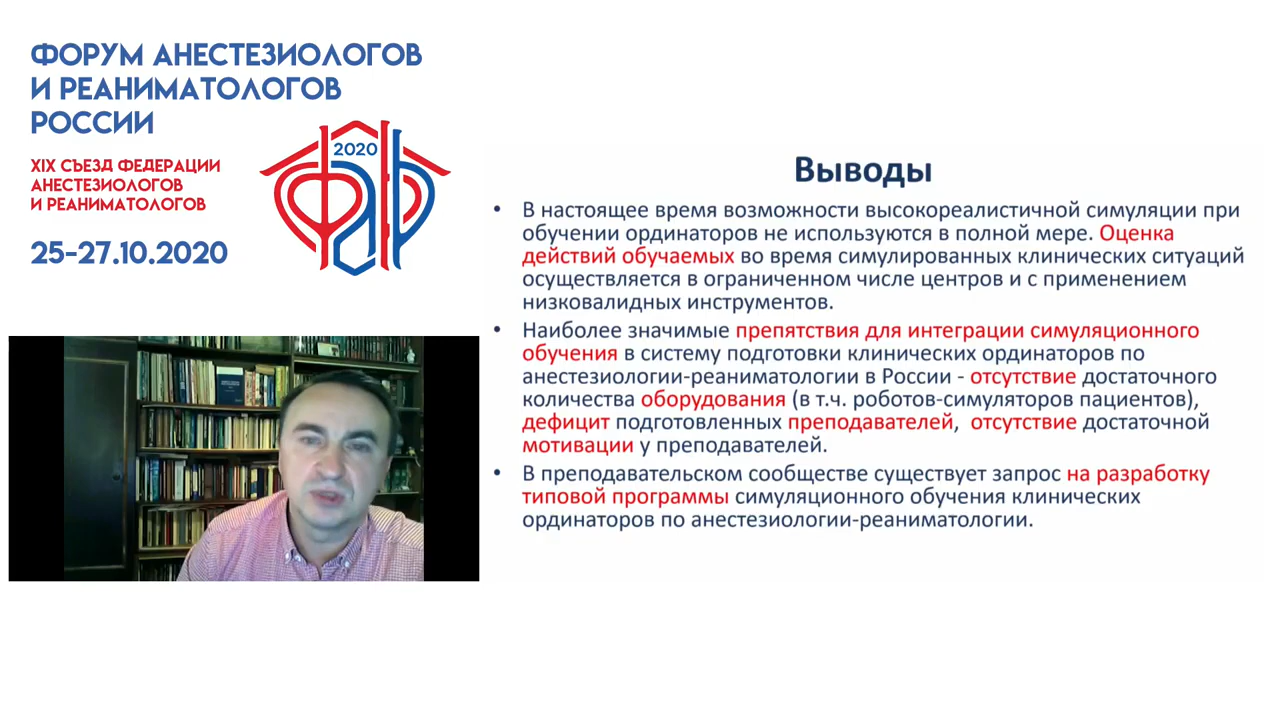 ФОРУМ АНЕСТЕЗИОЛОГОВ
И РЕАНИМАТОЛОГОВ
РОССИИ
XIX СЪЕЗД ФЕДЕРАЦИИ
АНЕСТЕЗИОЛОГОВ
И РЕАНИМАТОЛОГОВ
25-27.10.2020
2020
ФАР
Выводы
• В настоящее время возможности высокореалистичной симуляции при
обучении ординаторов не используются в полной мере. Оценка
действий обучаемых во время симулированных клинических ситуаций
осуществляется в ограниченном числе центров и с применением
низковалидных инструментов.
• Наиболее значимые препятствия для интеграции симуляционного
обучения в систему подготовки клинических ординаторов по
анестезиологии-реаниматологии в России - отсутствие достаточного
количества оборудования (в т.ч. роботов-симуляторов пациентов),
дефицит подготовленных преподавателей, отсутствие достаточной
мотивации у преподавателей.
• В преподавательском сообществе существует запрос на разработку
типовой программы симуляционного обучения клинических
ординаторов по анестезиологии-реаниматологии.